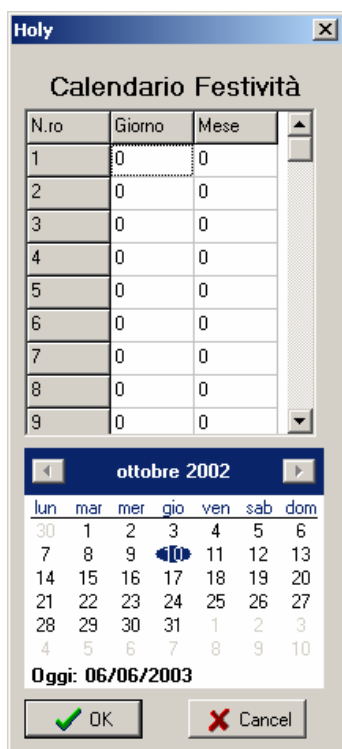 Holy
Calendario Festività
N.ro Giorno Mese
1 0 0
2 0 0
3 0 0
4 0 0
5 0 0
6 0 0
7 0 0
8 0 0
9 0 0
ottobre 2002
lun mar mer gio ven sab dom
30 1 2 3 4 5 6
7 8 9 10 11 12 13
14 15 16 17 18 19 20
21 22 23 24 25 26 27
28 29 30 31 1 2 3
4 5 6 7 8 9 10
Oggi: 06/06/2003
OK Cancel